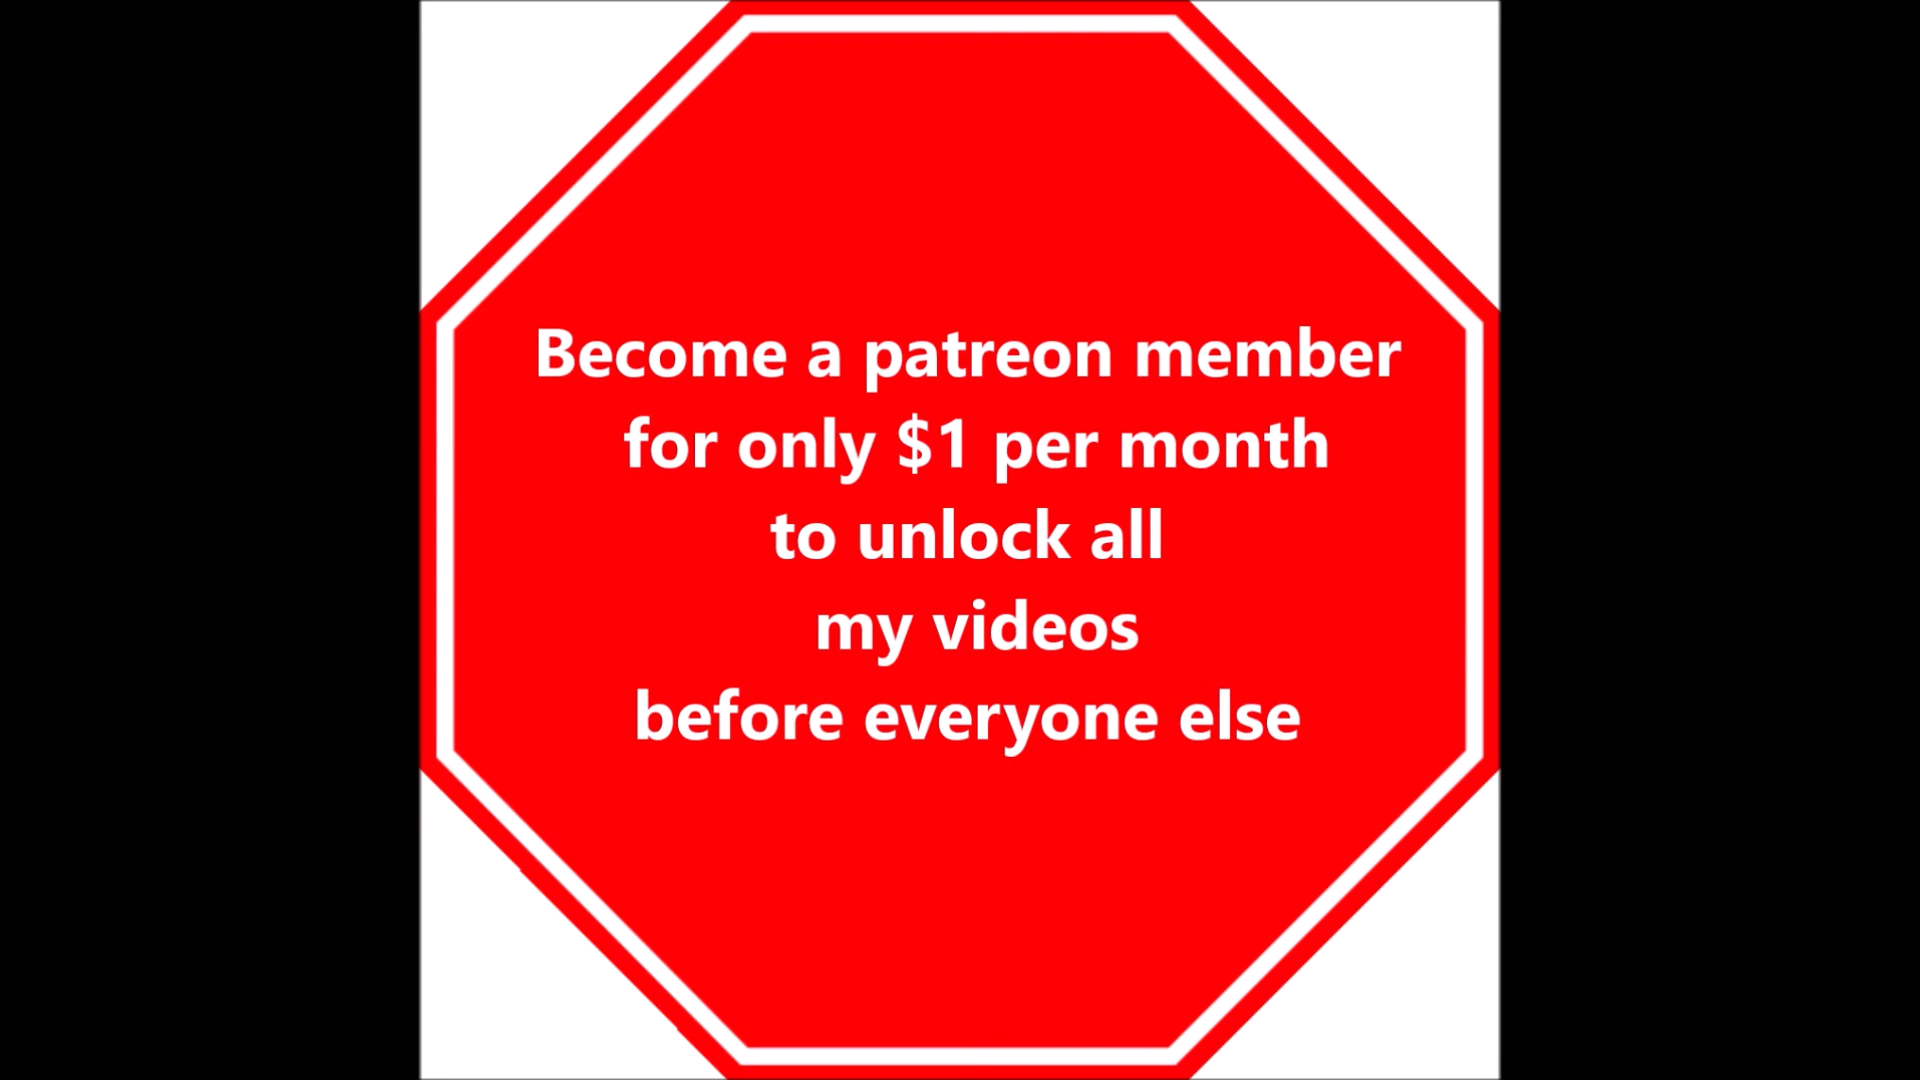 Become a patreon member
for only $1 per month
to unlock all
my videos
before everyone else